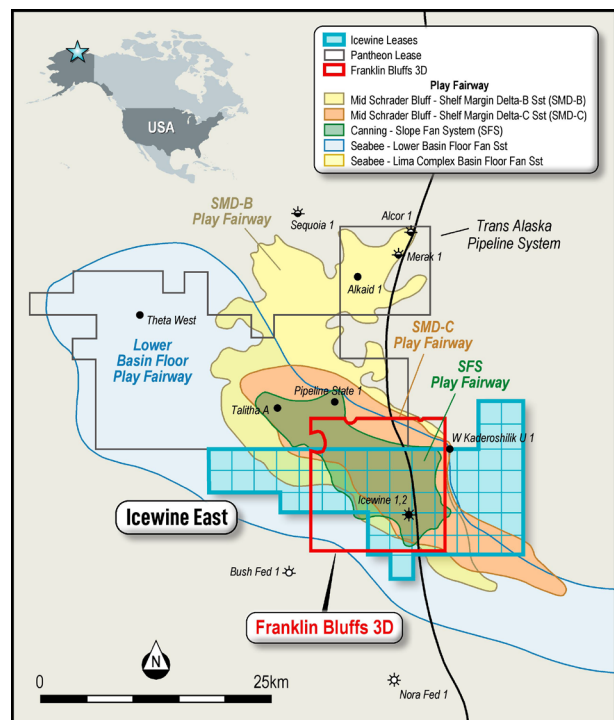 USA
Icewine Leases
Pantheon Lease
Franklin Bluffs 3D
Play Fairway
Mid Schrader Bluff - Shelf Margin Delta-B Sst (SMD-B)
Mid Schrader Bluff - Shelf Margin Delta-C Sst (SMD-C)
Canning - Slope Fan System (SFS)
Seabee - Lower Basin Floor Fan Sst
Seabee - Lima Complex Basin Floor Fan Sst
SMD-B
Play Fairway
Sequoia 1
Alcor 1
Merak 1
Trans Alaska
Pipeline System
Alkaid 1
Theta West
Lower
Basin Floor
Play Fairway
SMD-C
Play Fairway
SFS
Play Fairway
Pipeline State 1
Talitha A
W Kaderoshilik U 1
Icewine 1,2
Icewine East
Bush Fed 1
Franklin Bluffs 3D
N
0
25km
Nora Fed 1